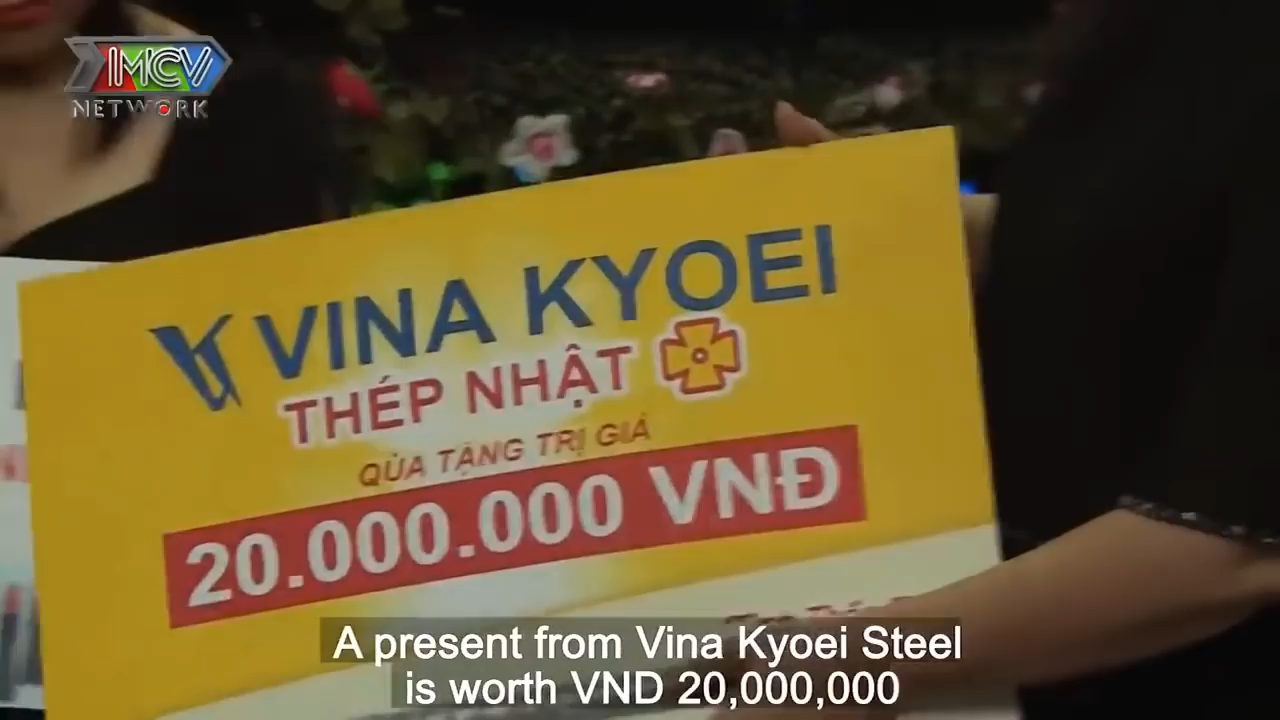 MCV
NETWORK
VINA KYOEI
THÉP NHẬT
QÙA TẶNG TRỊ GIÁ
20.000.000 VNĐ
A present from Vina Kyoei Steel
is worth VND 20,000,000